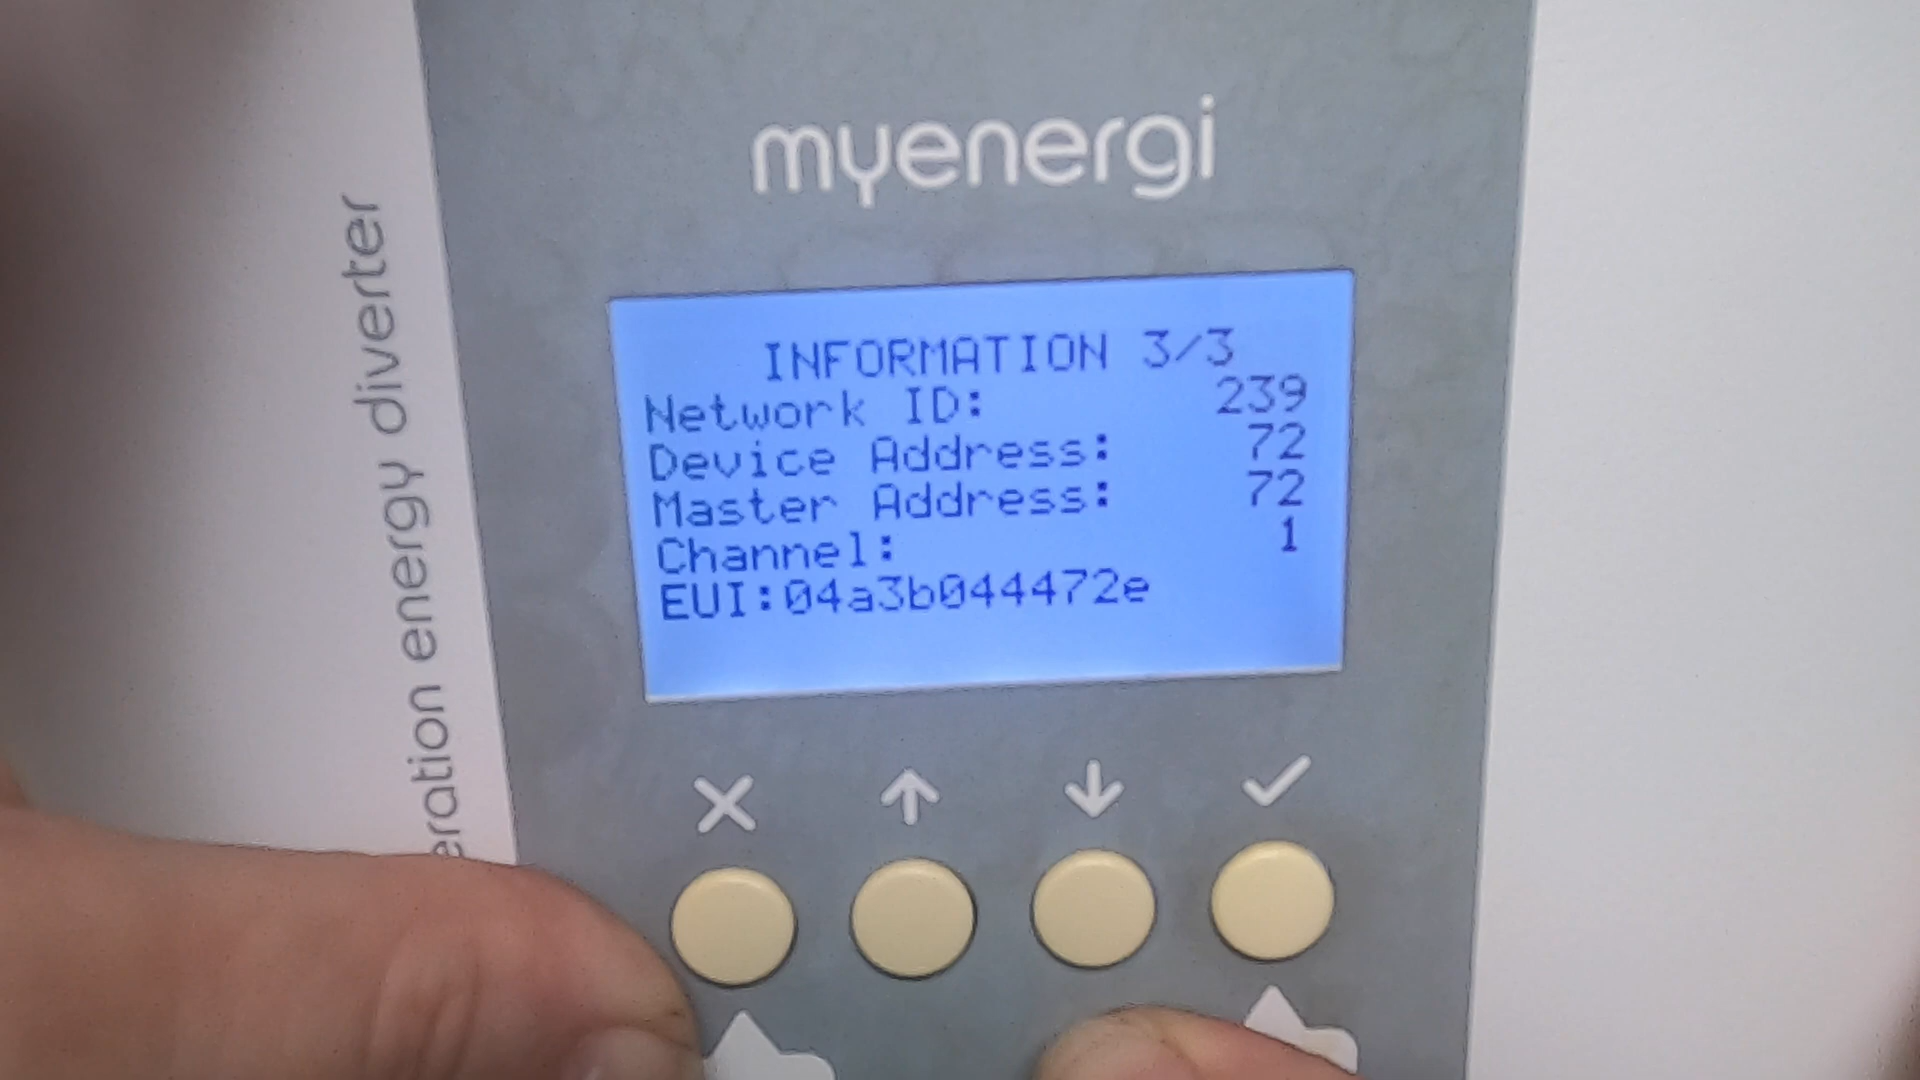 myenergi
INFORMATION 3/3
Network ID: 239
Device Address: 72
Master Address: 72
Channel: 1
EUI:04a3b044472e
energy diverter